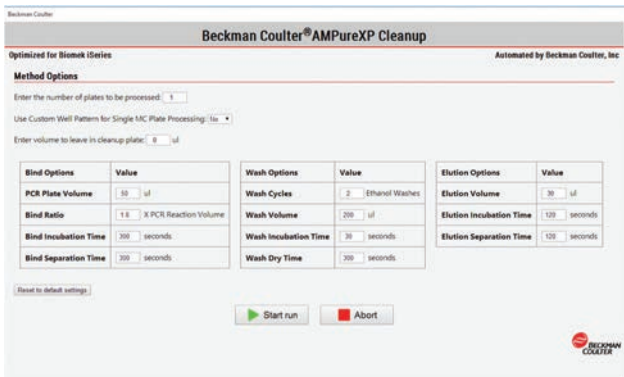 Beckman Coulter
Beckman Coulter®AMPureXP Cleanup
Optimized for Biomek iSeries Automated by Beckman Coulter, Inc
Method Options
Enter the number of plates to be processed: 1
Use Custom Well Pattern for Single MC Plate Processing: No
Enter volume to leave in cleanup plate: 0 ul
Bind Options Value
PCR Plate Volume 50 ul
Bind Ratio 1.8 X PCR Reaction Volume
Bind Incubation Time 300 seconds
Bind Separation Time 300 seconds
Wash Options Value
Wash Cycles 2 Ethanol Washes
Wash Volume 200 ul
Wash Incubation Time 30 seconds
Wash Dry Time 300 seconds
Elution Options Value
Elution Volume 30 ul
Elution Incubation Time 120 seconds
Elution Separation Time 120 seconds
Reset to default settings
Start run Abort
BECKMAN
COULTER